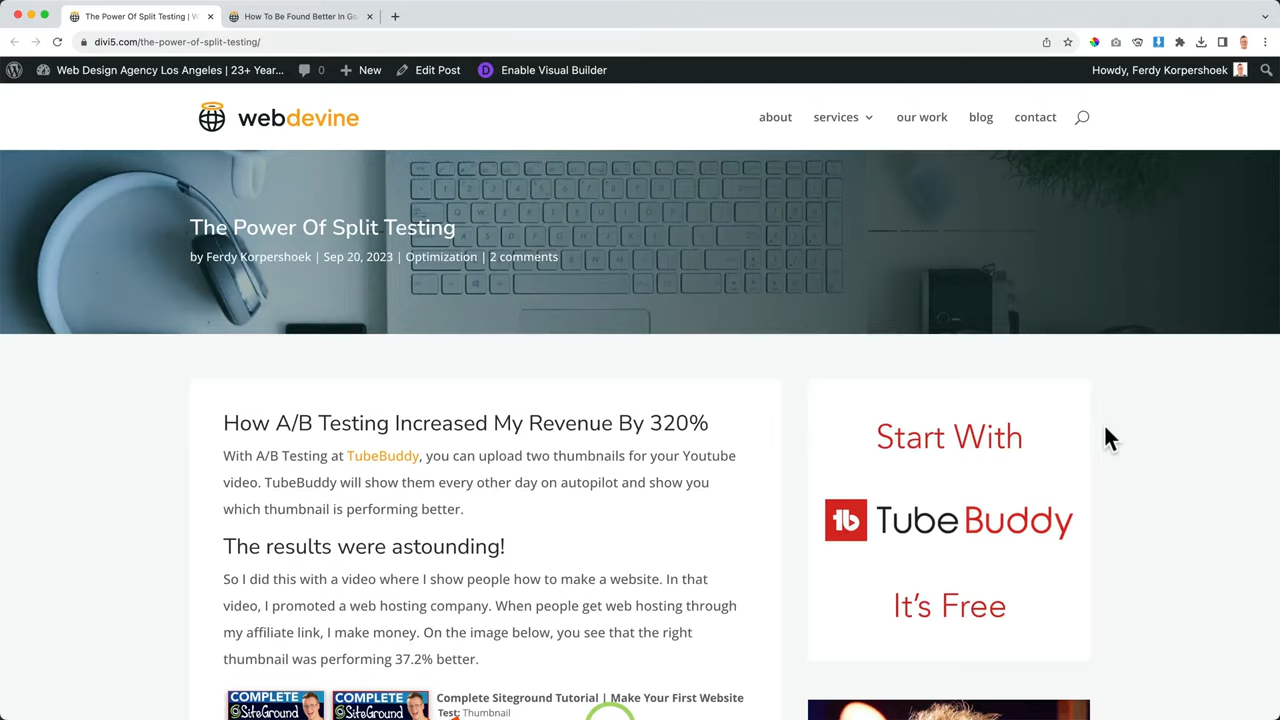 The Power Of Split Testing | W
How To Be Found Better In Go
divi5.com/the-power-of-split-testing/
Web Design Agency Los Angeles | 23+ Year...
0
New
Edit Post
Enable Visual Builder
Howdy, Ferdy Korpershoek
webdevine
about
services
our work
blog
contact
The Power Of Split Testing
by Ferdy Korpershoek | Sep 20, 2023 | Optimization | 2 comments
How A/B Testing Increased My Revenue By 320%
With A/B Testing at TubeBuddy, you can upload two thumbnails for your Youtube
video. TubeBuddy will show them every other day on autopilot and show you
which thumbnail is performing better.
The results were astounding!
So I did this with a video where I show people how to make a website. In that
video, I promoted a web hosting company. When people get web hosting through
my affiliate link, I make money. On the image below, you see that the right
thumbnail was performing 37.2% better.
COMPLETE
SiteGround
COMPLETE
SiteGround
Complete Siteground Tutorial | Make Your First Website
Test: Thumbnail
Start With
tb TubeBuddy
It's Free